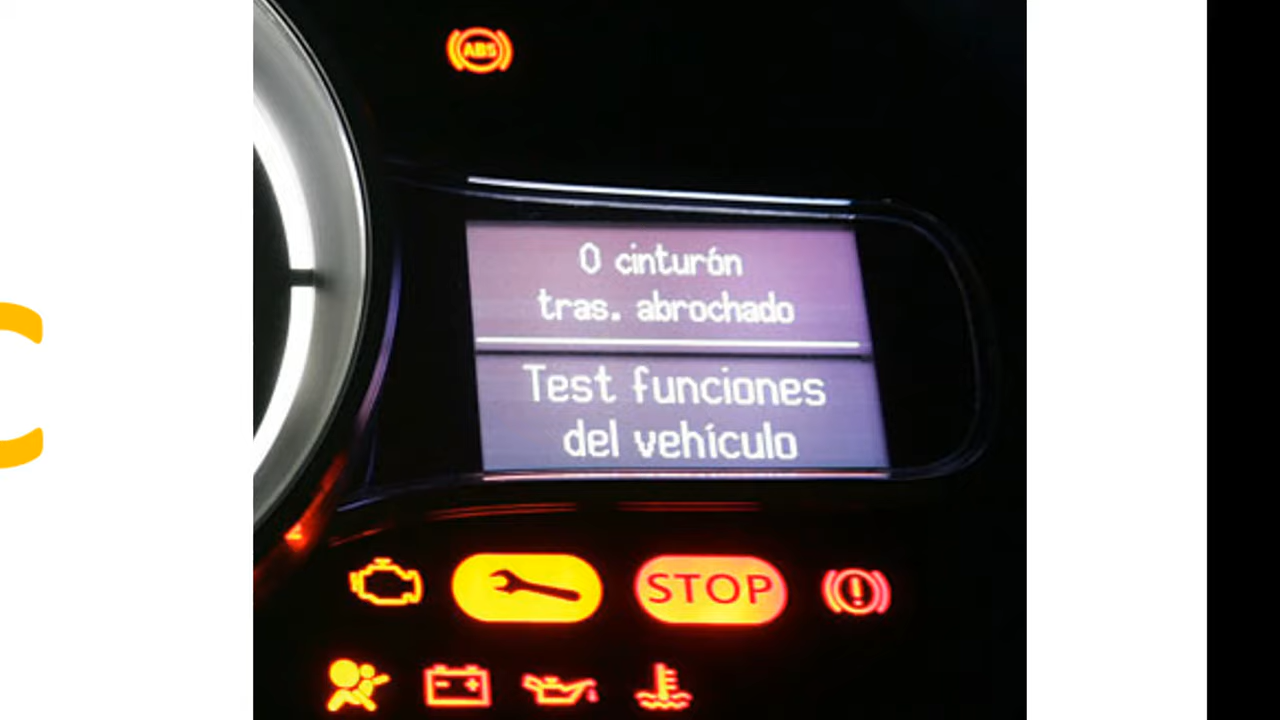 ABS
0 cinturón
tras. abrochado
Test funciones
del vehículo
STOP